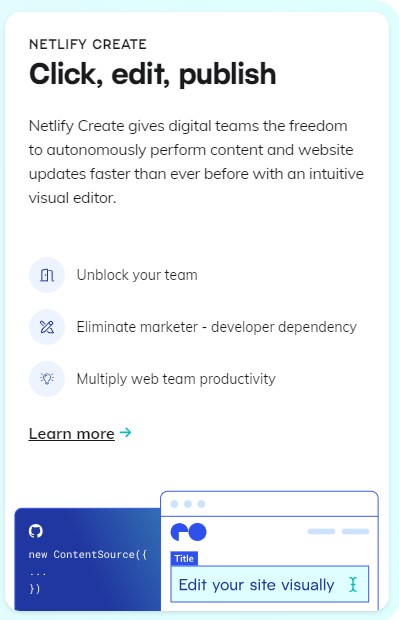 NETLIFY CREATE
Click, edit, publish
Netlify Create gives digital teams the freedom
to autonomously perform content and website
updates faster than ever before with an intuitive
visual editor.
Unblock your team
Eliminate marketer - developer dependency
Multiply web team productivity
Learn more →
new ContentSource({
...
})
Title
Edit your site visually